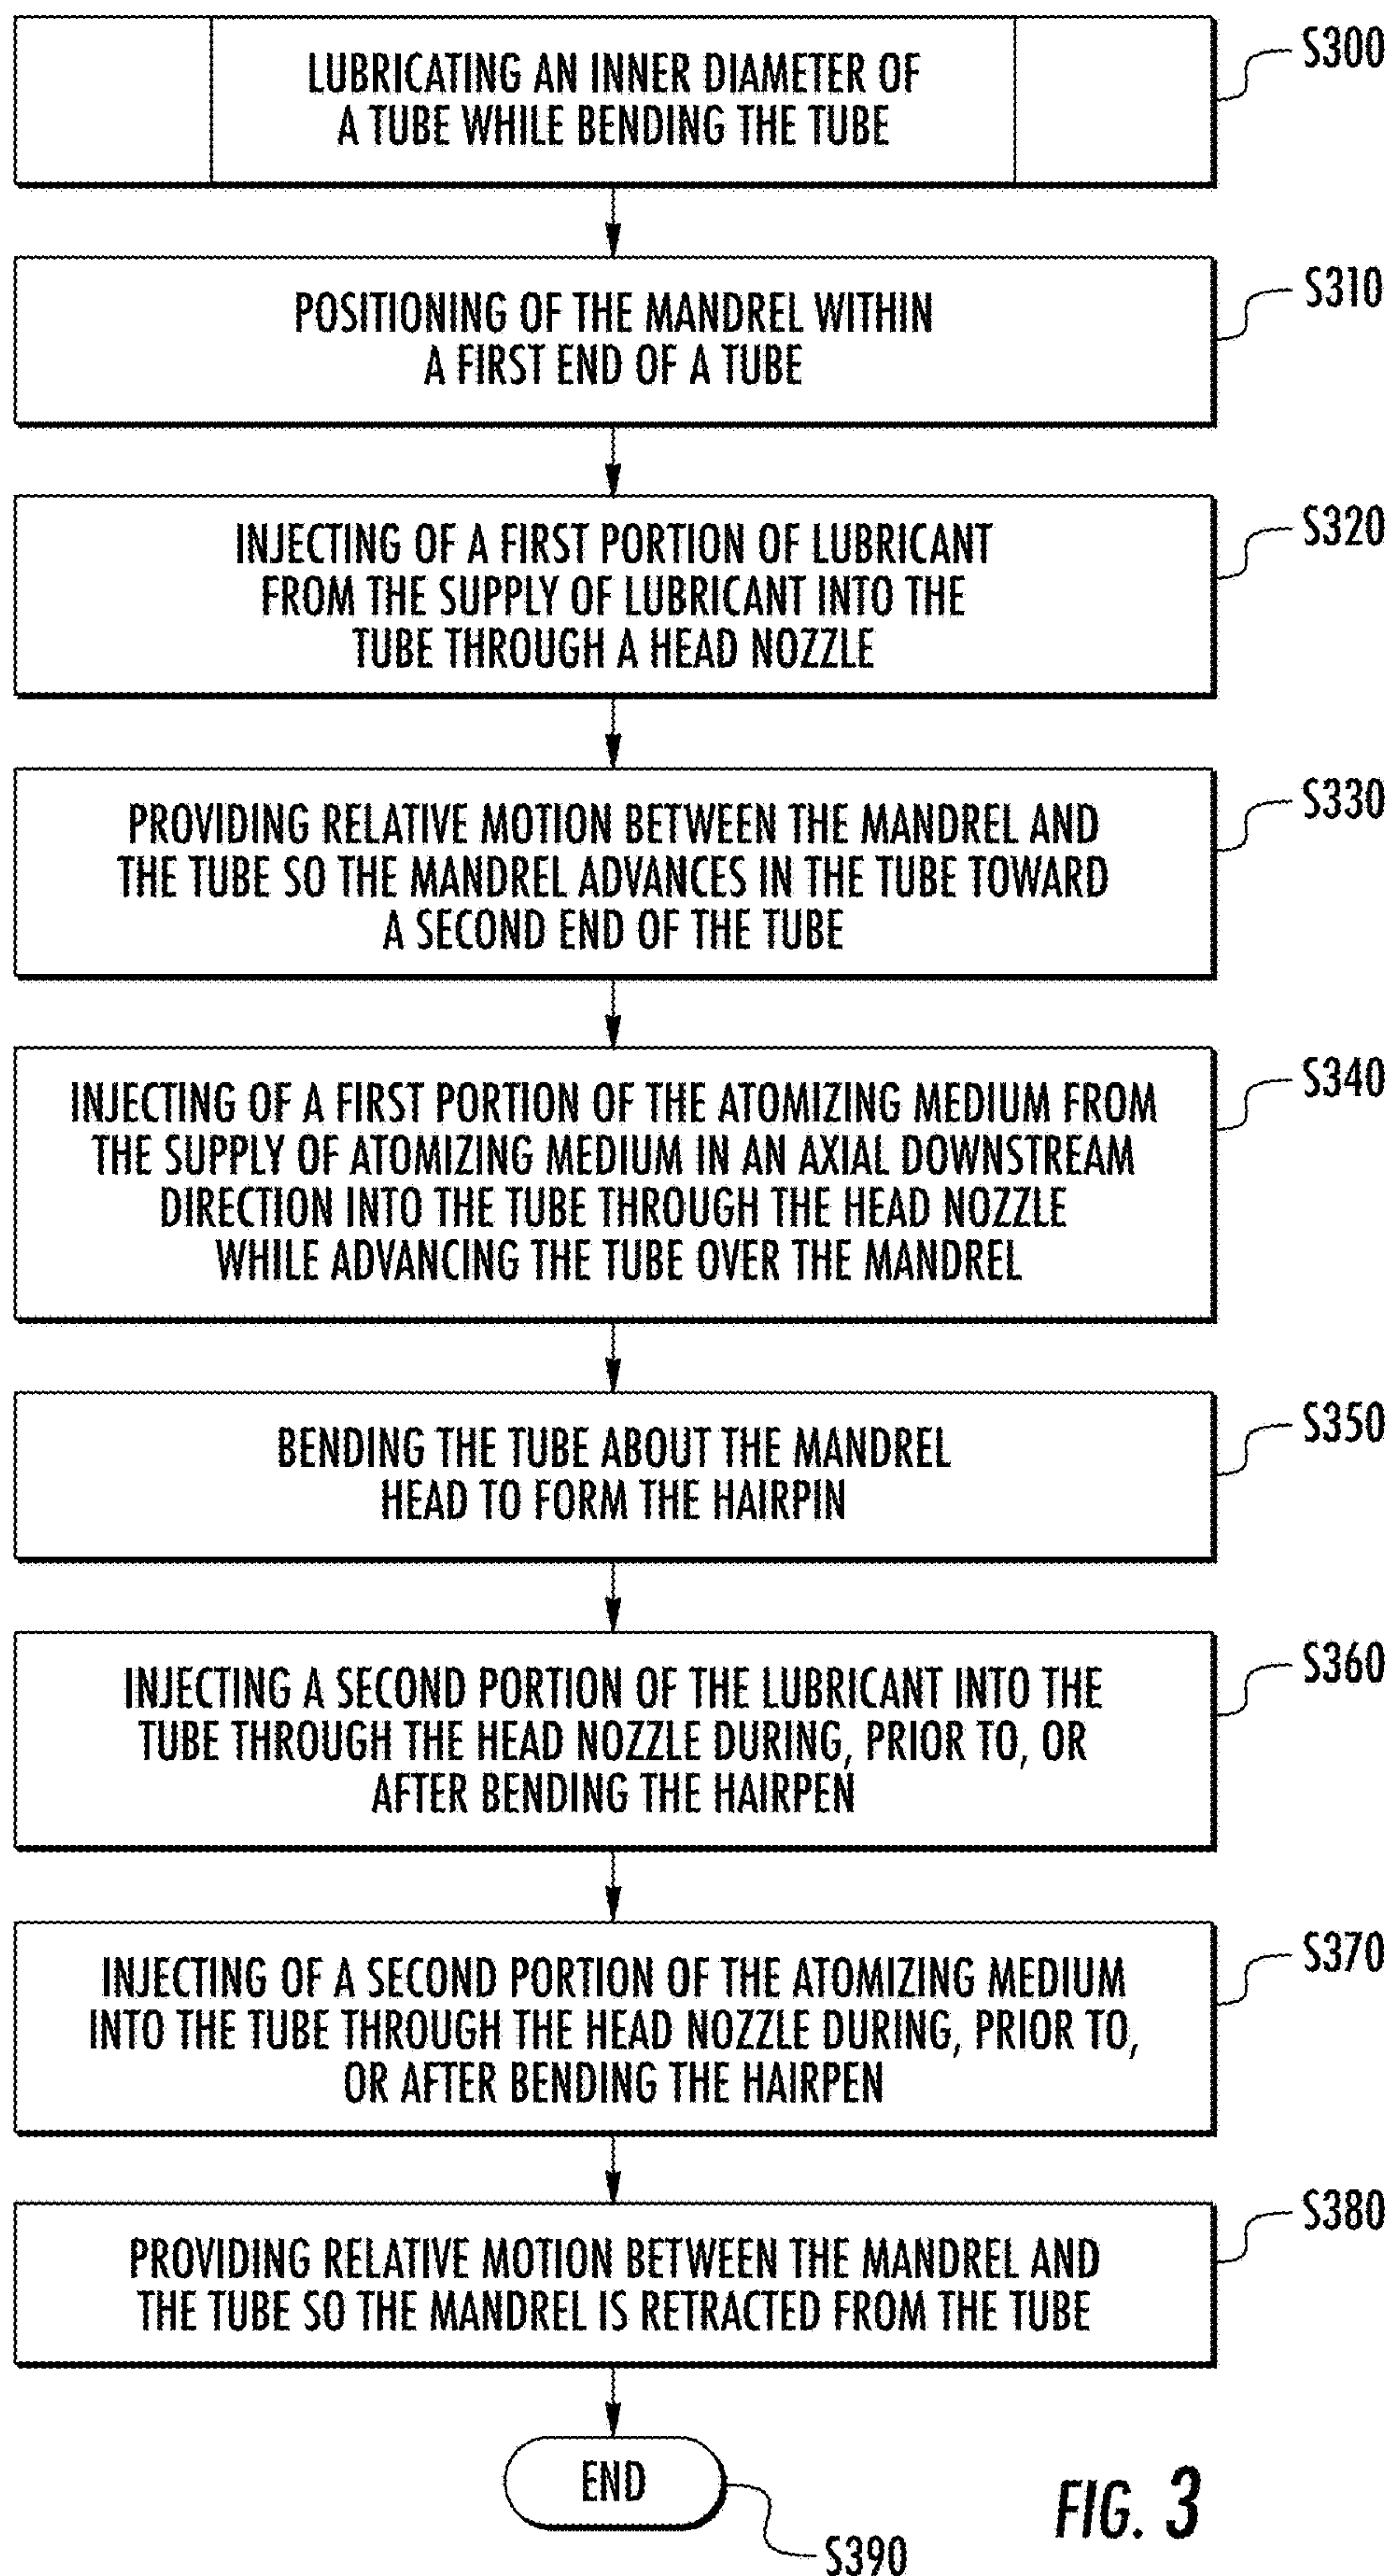 LUBRICATING AN INNER DIAMETER OF
A TUBE WHILE BENDING THE TUBE
S300
POSITIONING OF THE MANDREL WITHIN
A FIRST END OF A TUBE
S310
INJECTING OF A FIRST PORTION OF LUBRICANT
FROM THE SUPPLY OF LUBRICANT INTO THE
TUBE THROUGH A HEAD NOZZLE
S320
PROVIDING RELATIVE MOTION BETWEEN THE MANDREL AND
THE TUBE SO THE MANDREL ADVANCES IN THE TUBE TOWARD
A SECOND END OF THE TUBE
S330
INJECTING OF A FIRST PORTION OF THE ATOMIZING MEDIUM FROM
THE SUPPLY OF ATOMIZING MEDIUM IN AN AXIAL DOWNSTREAM
DIRECTION INTO THE TUBE THROUGH THE HEAD NOZZLE
WHILE ADVANCING THE TUBE OVER THE MANDREL
S340
BENDING THE TUBE ABOUT THE MANDREL
HEAD TO FORM THE HAIRPIN
S350
INJECTING A SECOND PORTION OF THE LUBRICANT INTO THE
TUBE THROUGH THE HEAD NOZZLE DURING, PRIOR TO, OR
AFTER BENDING THE HAIRPEN
S360
INJECTING OF A SECOND PORTION OF THE ATOMIZING MEDIUM
INTO THE TUBE THROUGH THE HEAD NOZZLE DURING, PRIOR TO,
OR AFTER BENDING THE HAIRPEN
S370
PROVIDING RELATIVE MOTION BETWEEN THE MANDREL AND
THE TUBE SO THE MANDREL IS RETRACTED FROM THE TUBE
S380
END
S390
FIG. 3